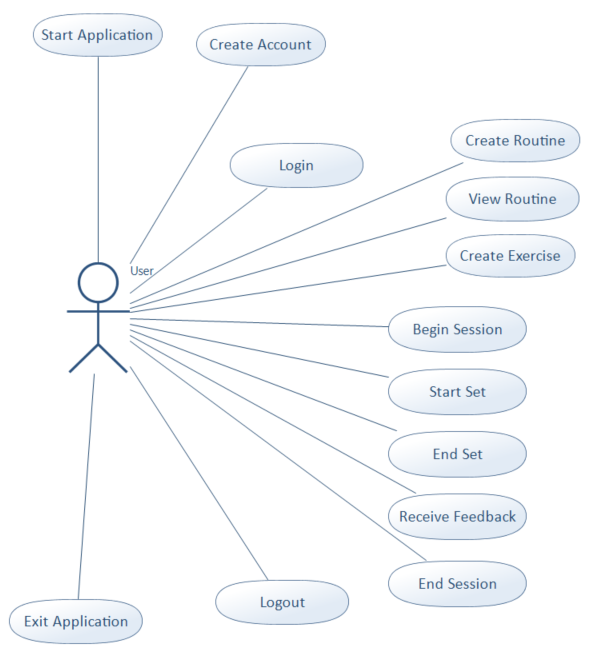 Start Application
Create Account
Create Routine
Login
View Routine
Create Exercise
User
Begin Session
Start Set
End Set
Receive Feedback
End Session
Logout
Exit Application